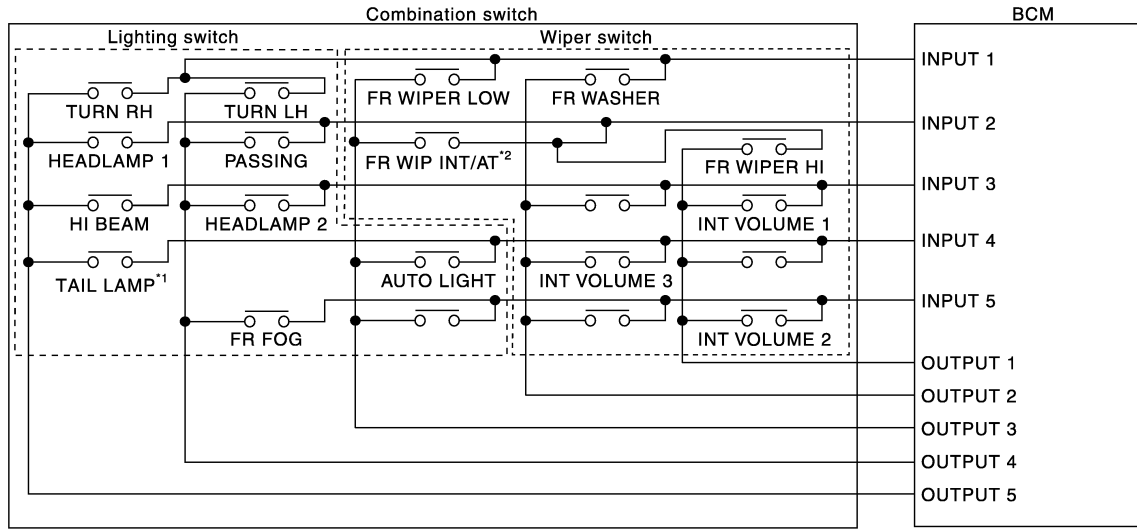 Combination switch
BCM
Lighting switch
Wiper switch
INPUT 1
TURN RH
TURN LH
FR WIPER LOW
FR WASHER
INPUT 2
HEADLAMP 1
PASSING
FR WIP INT/AT*2
FR WIPER HI
INPUT 3
HI BEAM
HEADLAMP 2
INT VOLUME 1
INPUT 4
TAIL LAMP*1
AUTO LIGHT
INT VOLUME 3
INPUT 5
FR FOG
INT VOLUME 2
OUTPUT 1
OUTPUT 2
OUTPUT 3
OUTPUT 4
OUTPUT 5